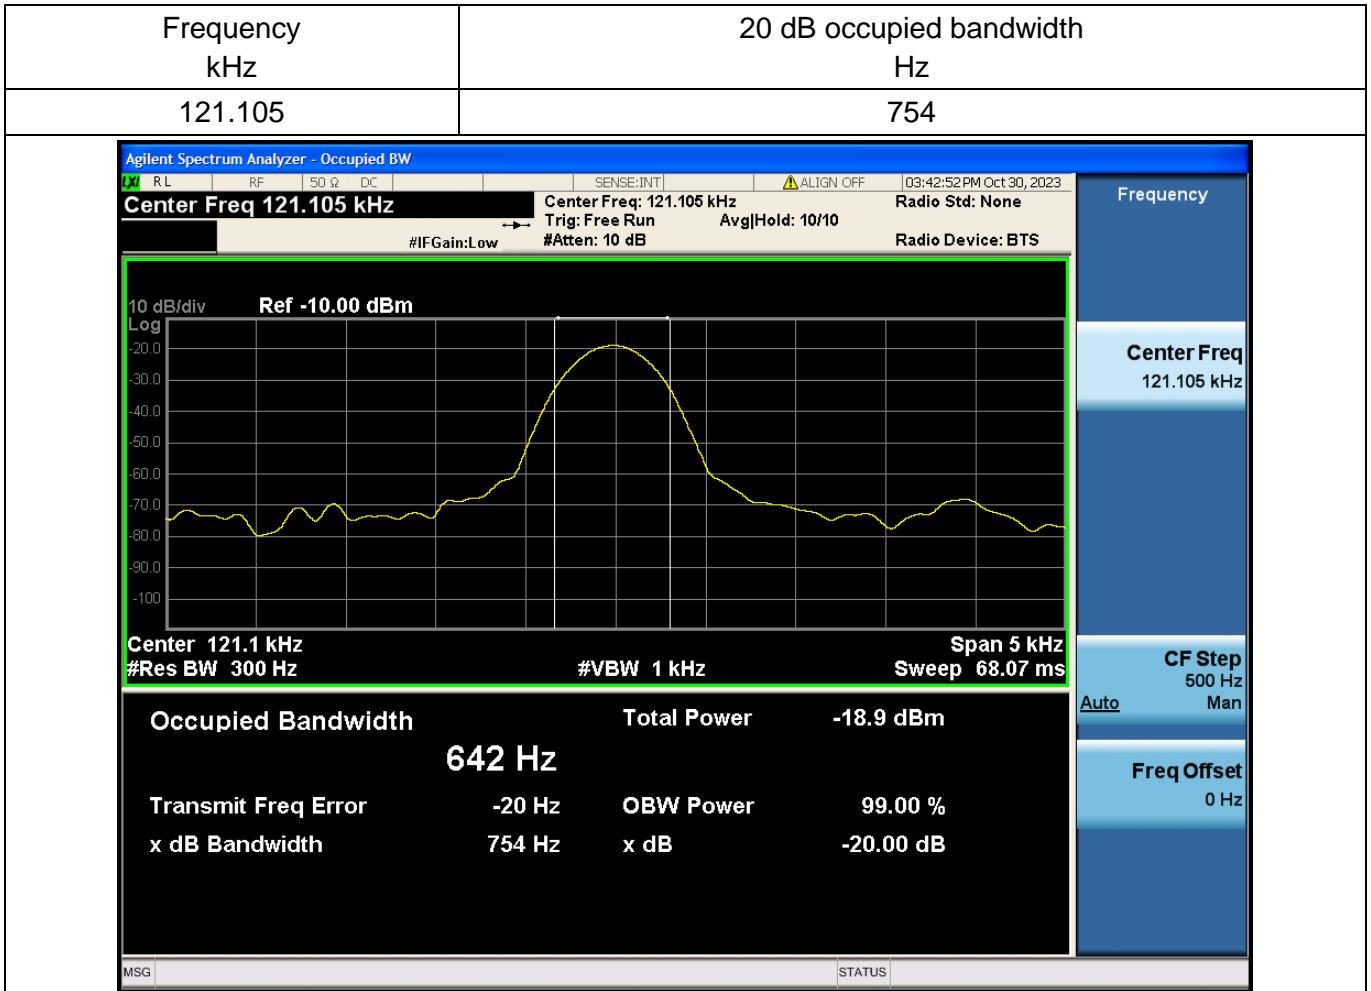 Frequency
kHz
20 dB occupied bandwidth
Hz
121.105
754
Agilent Spectrum Analyzer - Occupied BW
LXI RL RF 50 Ω DC SENSE:INT ALIGN OFF 03:42:52 PM Oct 30, 2023
Center Freq 121.105 kHz
Center Freq: 121.105 kHz
Radio Std: None
Trig: Free Run Avg|Hold: 10/10
#IFGain:Low #Atten: 10 dB
Radio Device: BTS
10 dB/div Ref -10.00 dBm
Log
-20.0
-30.0
-40.0
-50.0
-60.0
-70.0
-80.0
-90.0
-100
Center 121.1 kHz Span 5 kHz
#Res BW 300 Hz #VBW 1 kHz Sweep 68.07 ms
Occupied Bandwidth Total Power -18.9 dBm
642 Hz
Transmit Freq Error -20 Hz OBW Power 99.00 %
x dB Bandwidth 754 Hz x dB -20.00 dB
MSG STATUS
Frequency
Center Freq
121.105 kHz
CF Step
500 Hz
Auto Man
Freq Offset
0 Hz